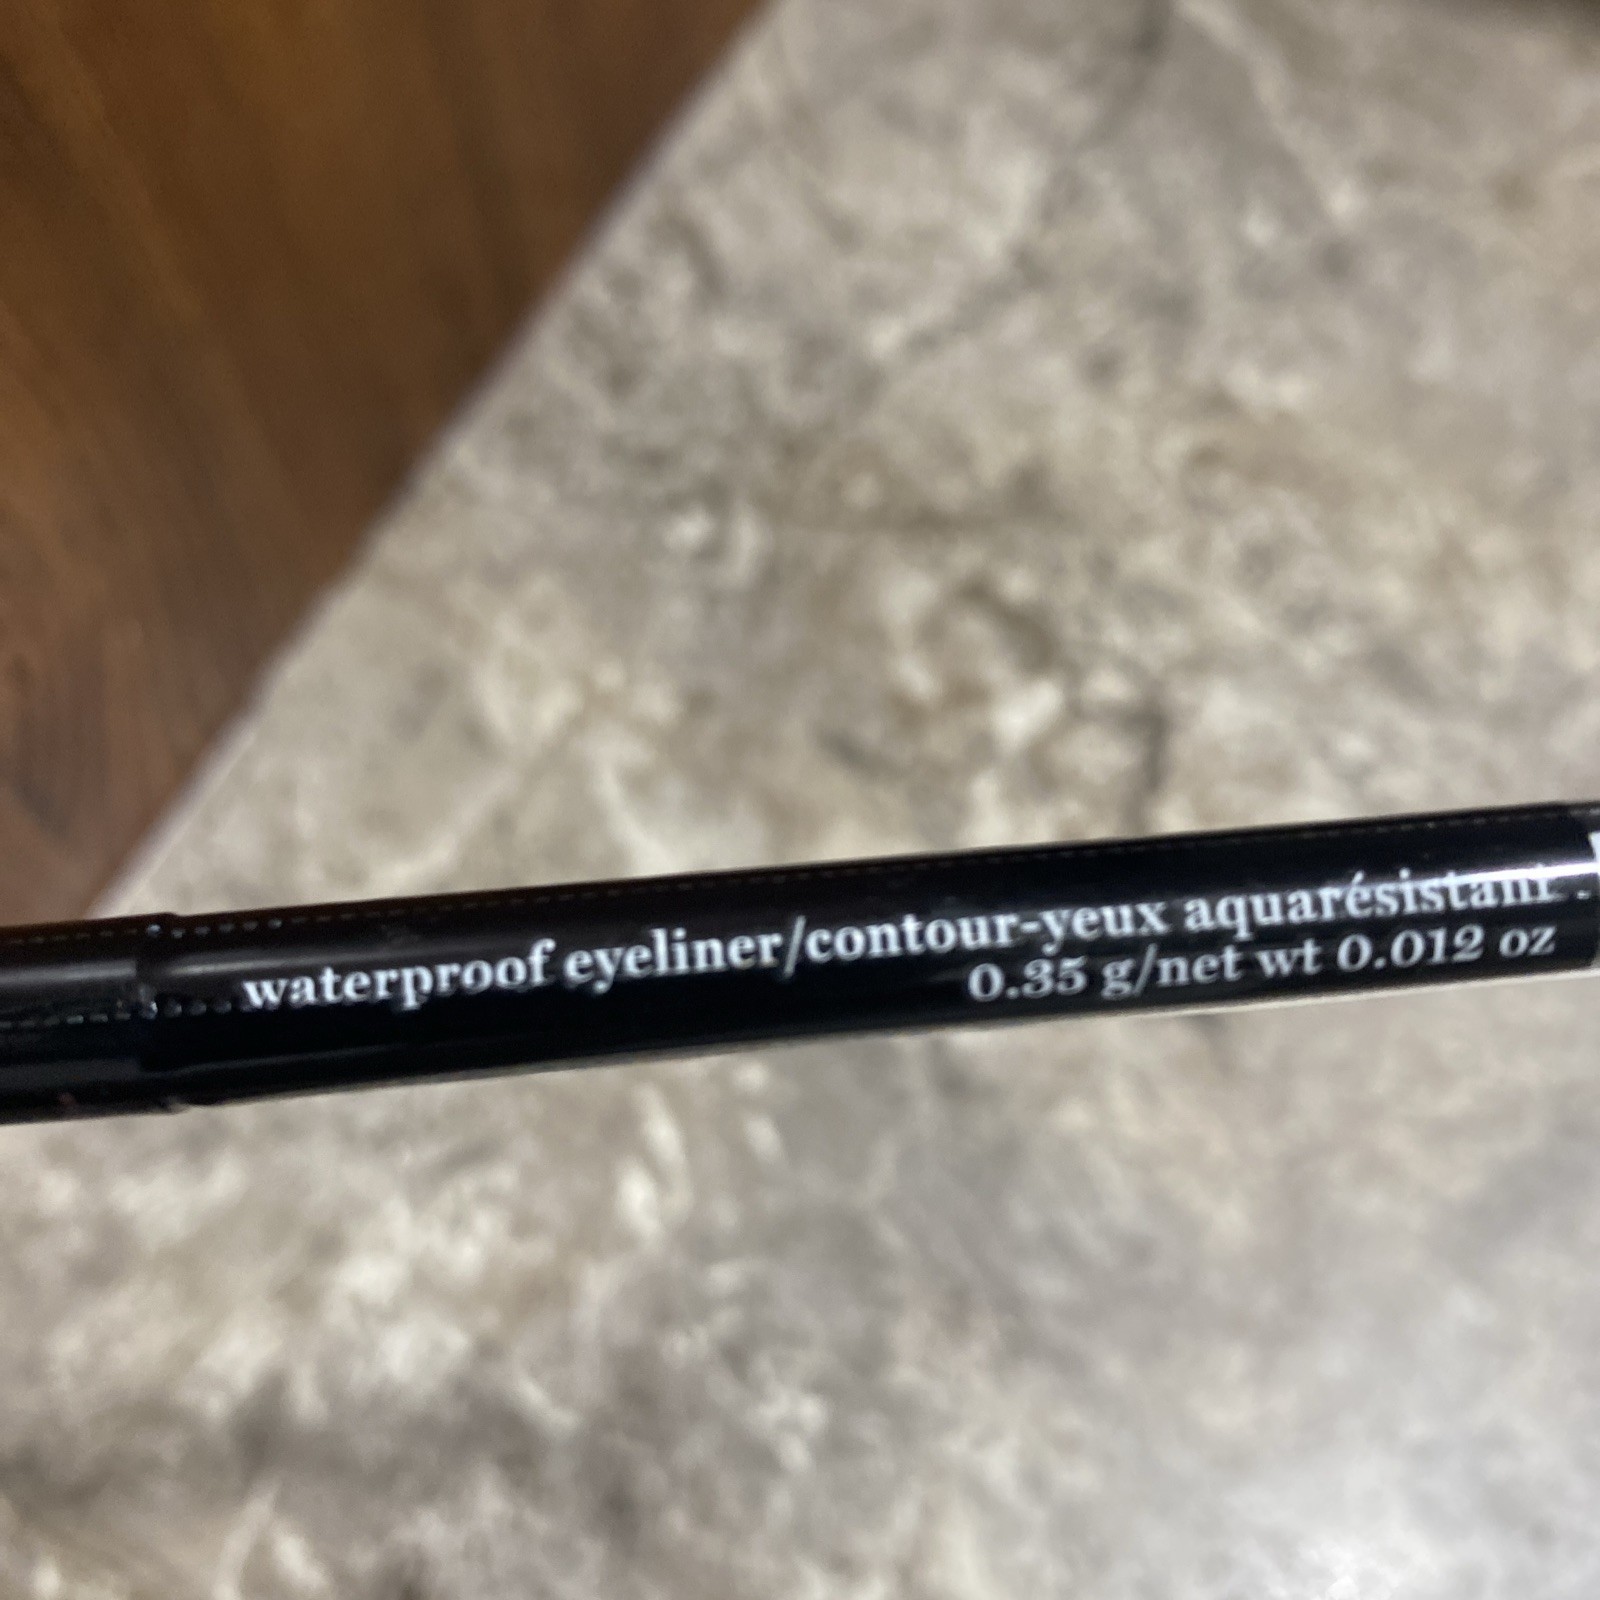 waterproof eyeliner/contour-yeux aquarésistant -
0.35 g/net wt 0.012 oz